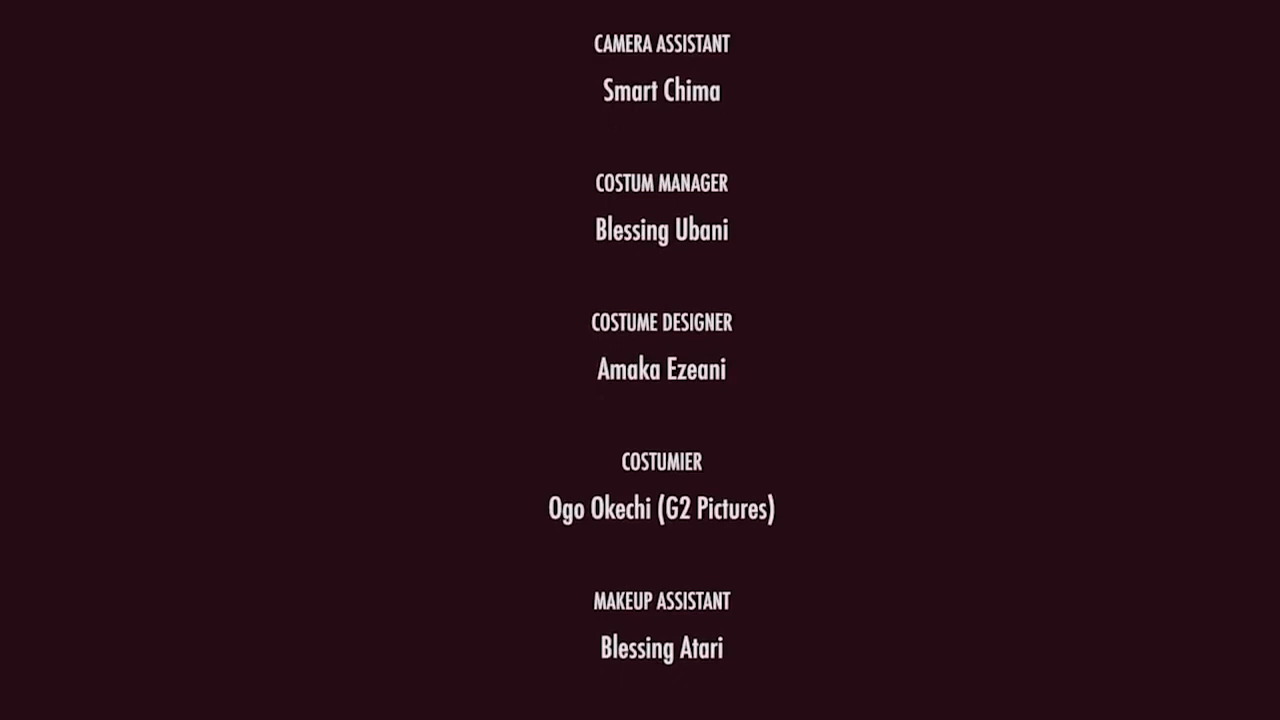 CAMERA ASSISTANT
Smart Chima
COSTUM MANAGER
Blessing Ubani
COSTUME DESIGNER
Amaka Ezeani
COSTUMIER
Ogo Okechi (G2 Pictures)
MAKEUP ASSISTANT
Blessing Atari